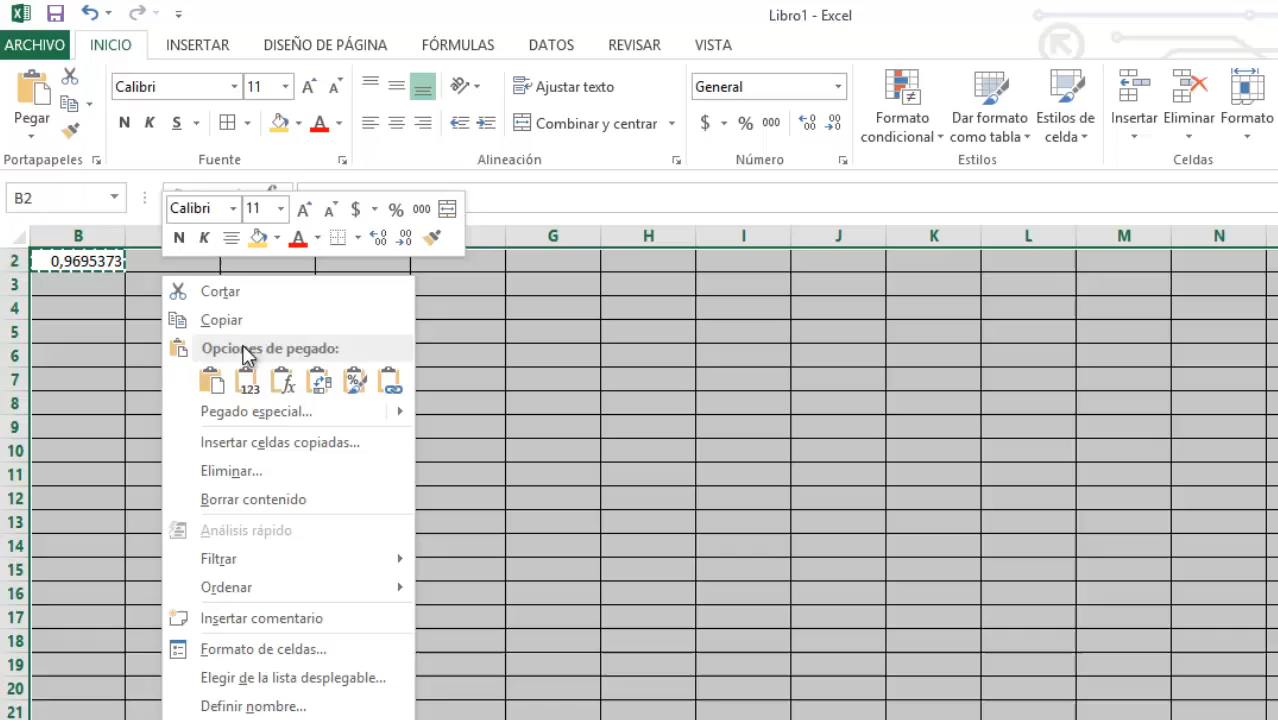 Libro1 - Excel
ARCHIVO INICIO INSERTAR DISEÑO DE PÁGINA FÓRMULAS DATOS REVISAR VISTA
Pegar
Portapapeles
Calibri 11 A A
N K S A
Fuente
Ajustar texto
Combinar y centrar
Alineación
General
$ % 000
Número
Formato condicional
Dar formato como tabla
Estilos de celda
Estilos
Insertar Eliminar Formato
Celdas
B2
Calibri 11 A A $ % 000
N K A
B G H I J K L M N
2 0,9695373
3
4
5
6
7
8
9
10
11
12
13
14
15
16
17
18
19
20
21
Cortar
Copiar
Opciones de pegado:
123 fx
Pegado especial...
Insertar celdas copiadas...
Eliminar...
Borrar contenido
Análisis rápido
Filtrar
Ordenar
Insertar comentario
Formato de celdas...
Elegir de la lista desplegable...
Definir nombre...